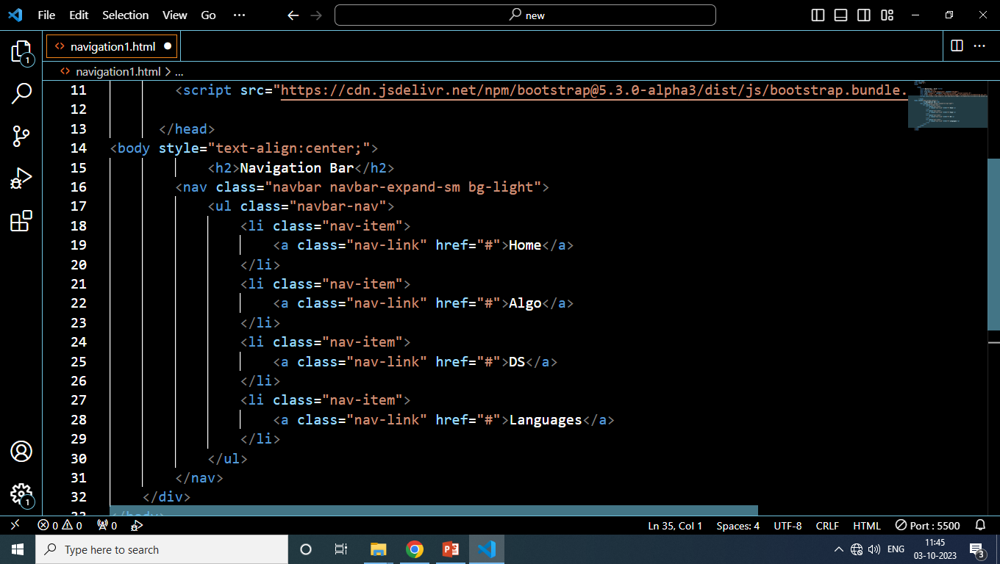 File Edit Selection View Go ··· new
1 navigation1.html
navigation1.html > ...
11 <script src="https://cdn.jsdelivr.net/npm/bootstrap@5.3.0-alpha3/dist/js/bootstrap.bundle.
12
13 </head>
14 <body style="text-align:center;">
15 <h2>Navigation Bar</h2>
16 <nav class="navbar navbar-expand-sm bg-light">
17 <ul class="navbar-nav">
18 <li class="nav-item">
19 <a class="nav-link" href="#">Home</a>
20 </li>
21 <li class="nav-item">
22 <a class="nav-link" href="#">Algo</a>
23 </li>
24 <li class="nav-item">
25 <a class="nav-link" href="#">DS</a>
26 </li>
27 <li class="nav-item">
28 <a class="nav-link" href="#">Languages</a>
29 </li>
30 </ul>
31 </nav>
32 </div>
33 </body>
1
0 0 0 Ln 35, Col 1 Spaces: 4 UTF-8 CRLF HTML Port : 5500
Type here to search ENG 11:45
03-10-2023 3